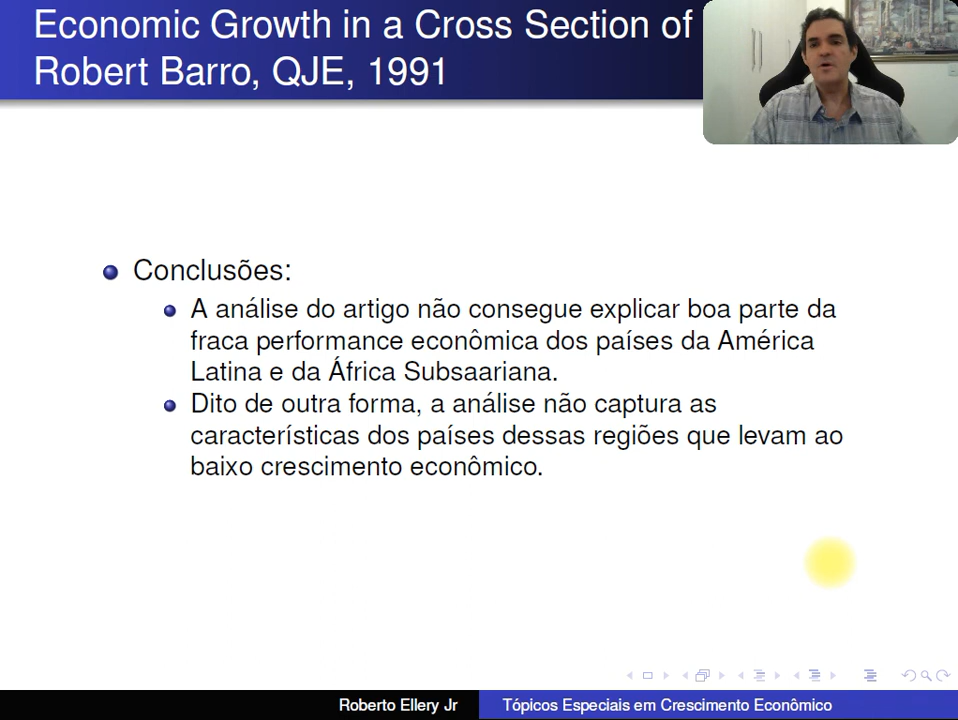 Economic Growth in a Cross Section of
Robert Barro, QJE, 1991
Conclusões:
A análise do artigo não consegue explicar boa parte da
fraca performance econômica dos países da América
Latina e da África Subsaariana.
Dito de outra forma, a análise não captura as
características dos países dessas regiões que levam ao
baixo crescimento econômico.
Roberto Ellery Jr
Tópicos Especiais em Crescimento Econômico